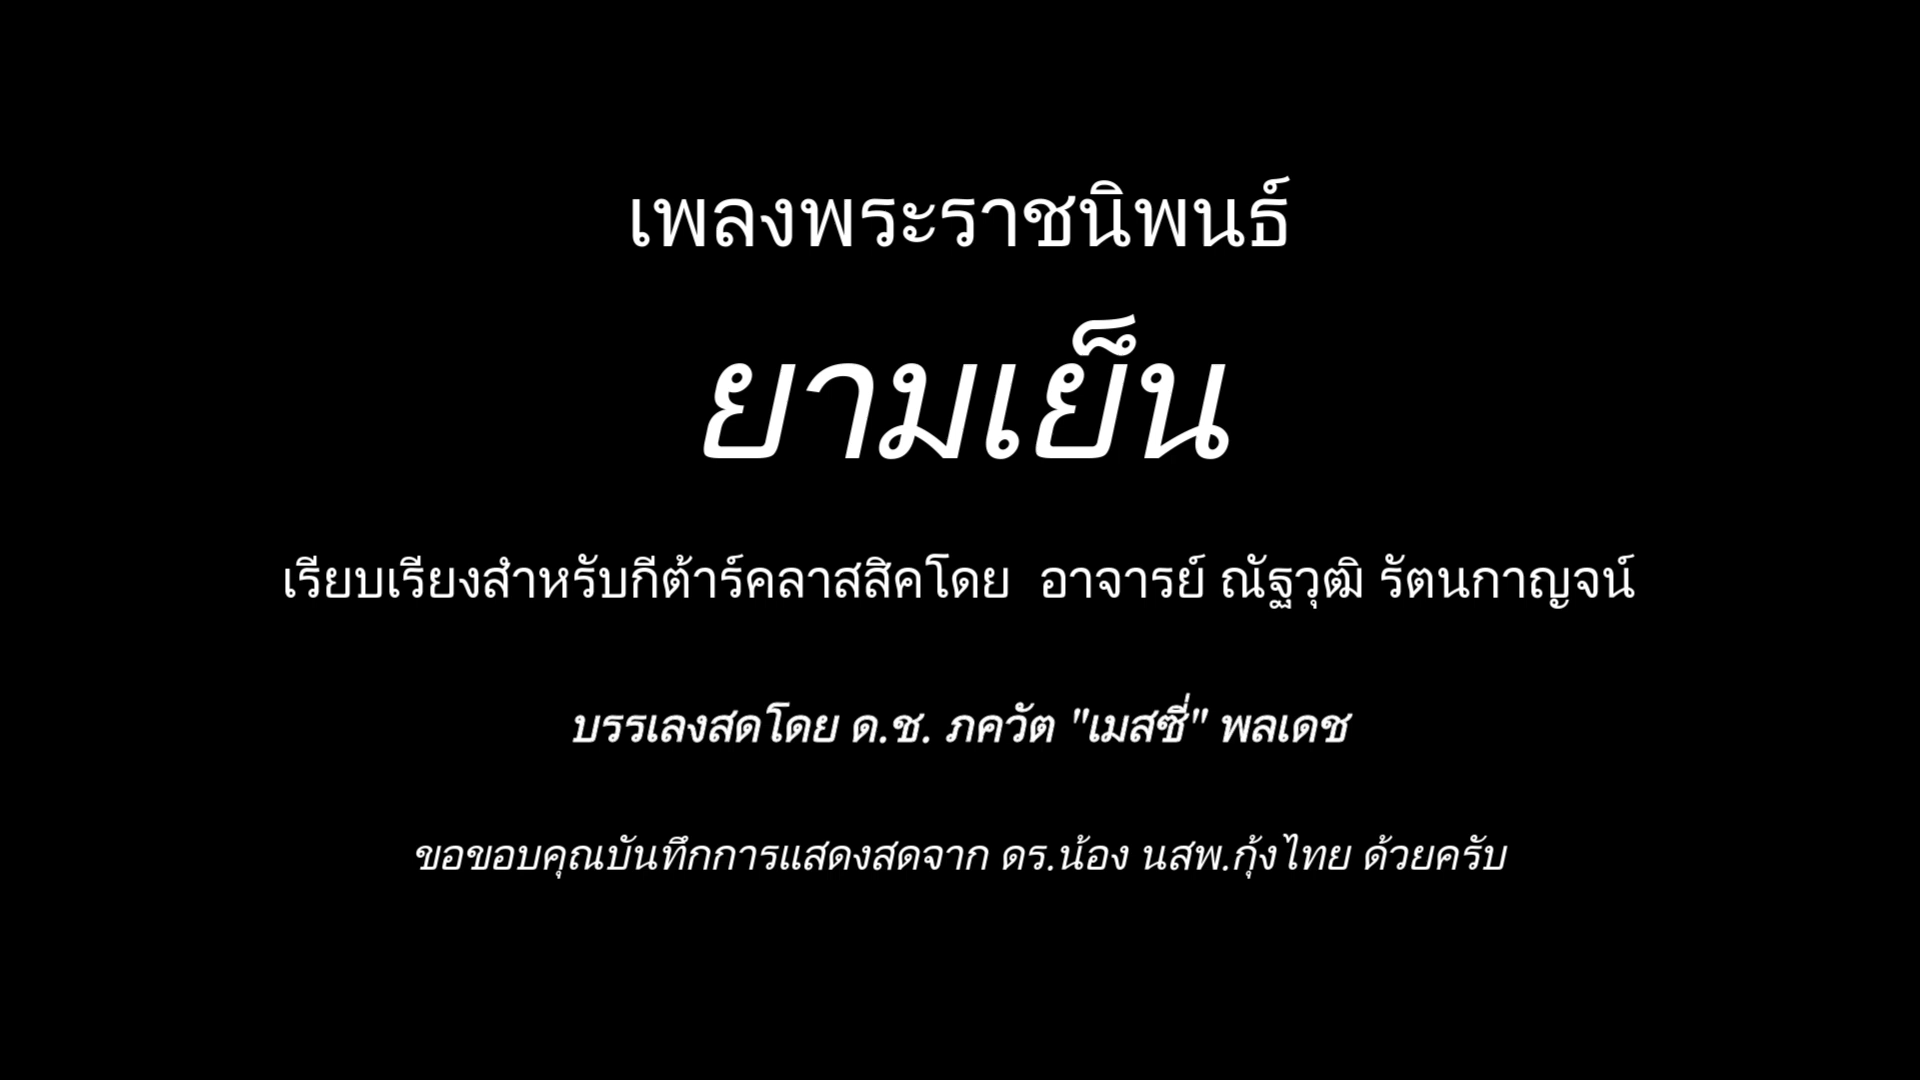 เพลงพระราชนิพนธ์
ยามเย็น
เรียบเรียงสำหรับกีต้าร์คลาสสิคโดย  อาจารย์ ณัฐวุฒิ รัตนกาญจน์
บรรเลงสดโดย ด.ช. ภควัต "เมสซี่" พลเดช
ขอขอบคุณบันทึกการแสดงสดจาก ดร.น้อง นสพ.กุ้งไทย ด้วยครับ